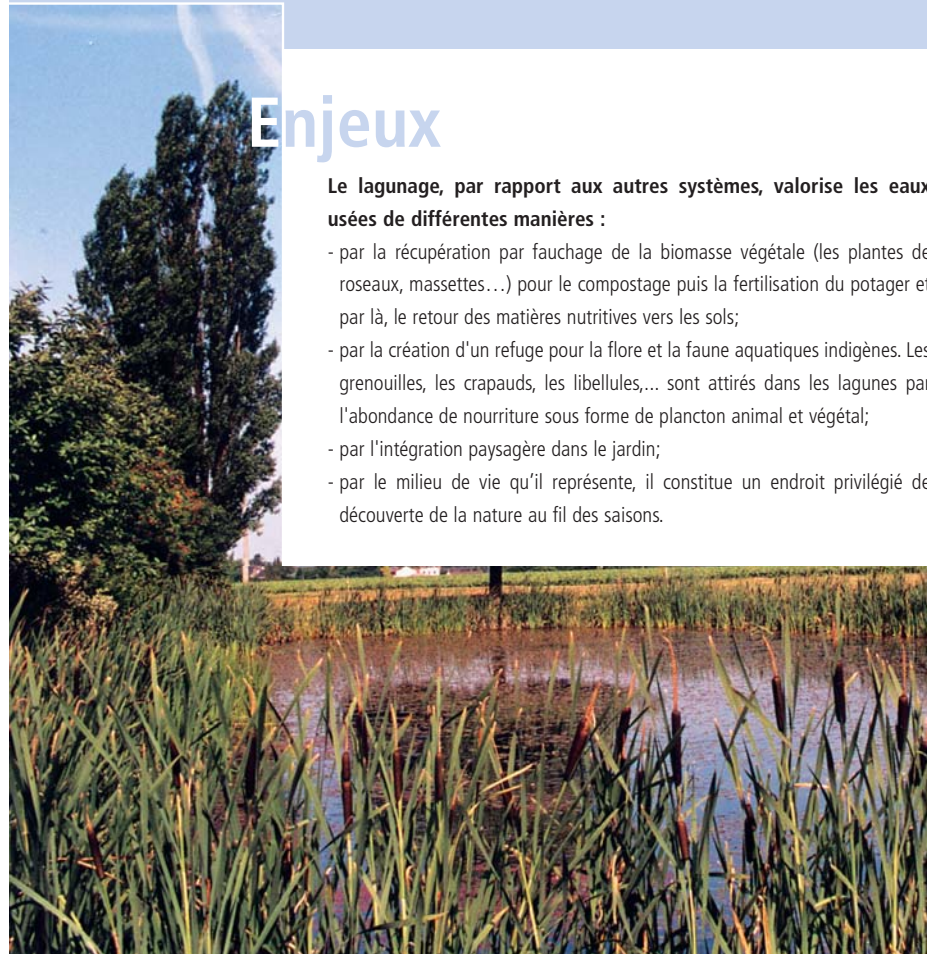 Enjeux
Le lagunage, par rapport aux autres systèmes, valorise les eaux
usées de différentes manières :
- par la récupération par fauchage de la biomasse végétale (les plantes de
roseaux, massettes…) pour le compostage puis la fertilisation du potager et
par là, le retour des matières nutritives vers les sols;
- par la création d'un refuge pour la flore et la faune aquatiques indigènes. Les
grenouilles, les crapauds, les libellules,... sont attirés dans les lagunes par
l'abondance de nourriture sous forme de plancton animal et végétal;
- par l'intégration paysagère dans le jardin;
- par le milieu de vie qu'il représente, il constitue un endroit privilégié de
découverte de la nature au fil des saisons.